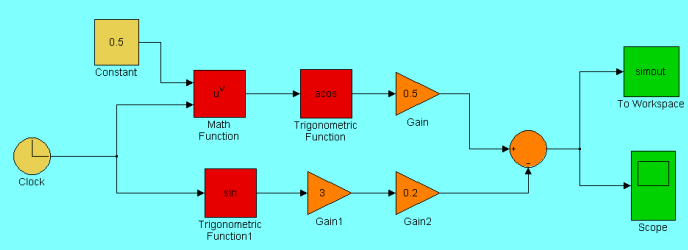 0.5
Constant
u^v
Math
Function
acos
Trigonometric
Function
0.5
Gain
simout
To Workspace
+
−
Clock
sin
Trigonometric
Function1
3
Gain1
0.2
Gain2
Scope